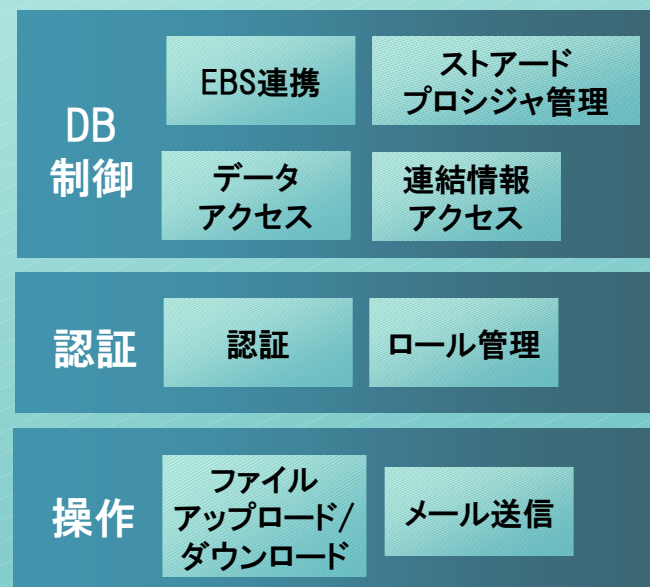 DB
制御
EBS連携
ストアード
プロシジャ管理
データ
アクセス
連結情報
アクセス
認証
認証
ロール管理
操作
ファイル
アップロード/
ダウンロード
メール送信